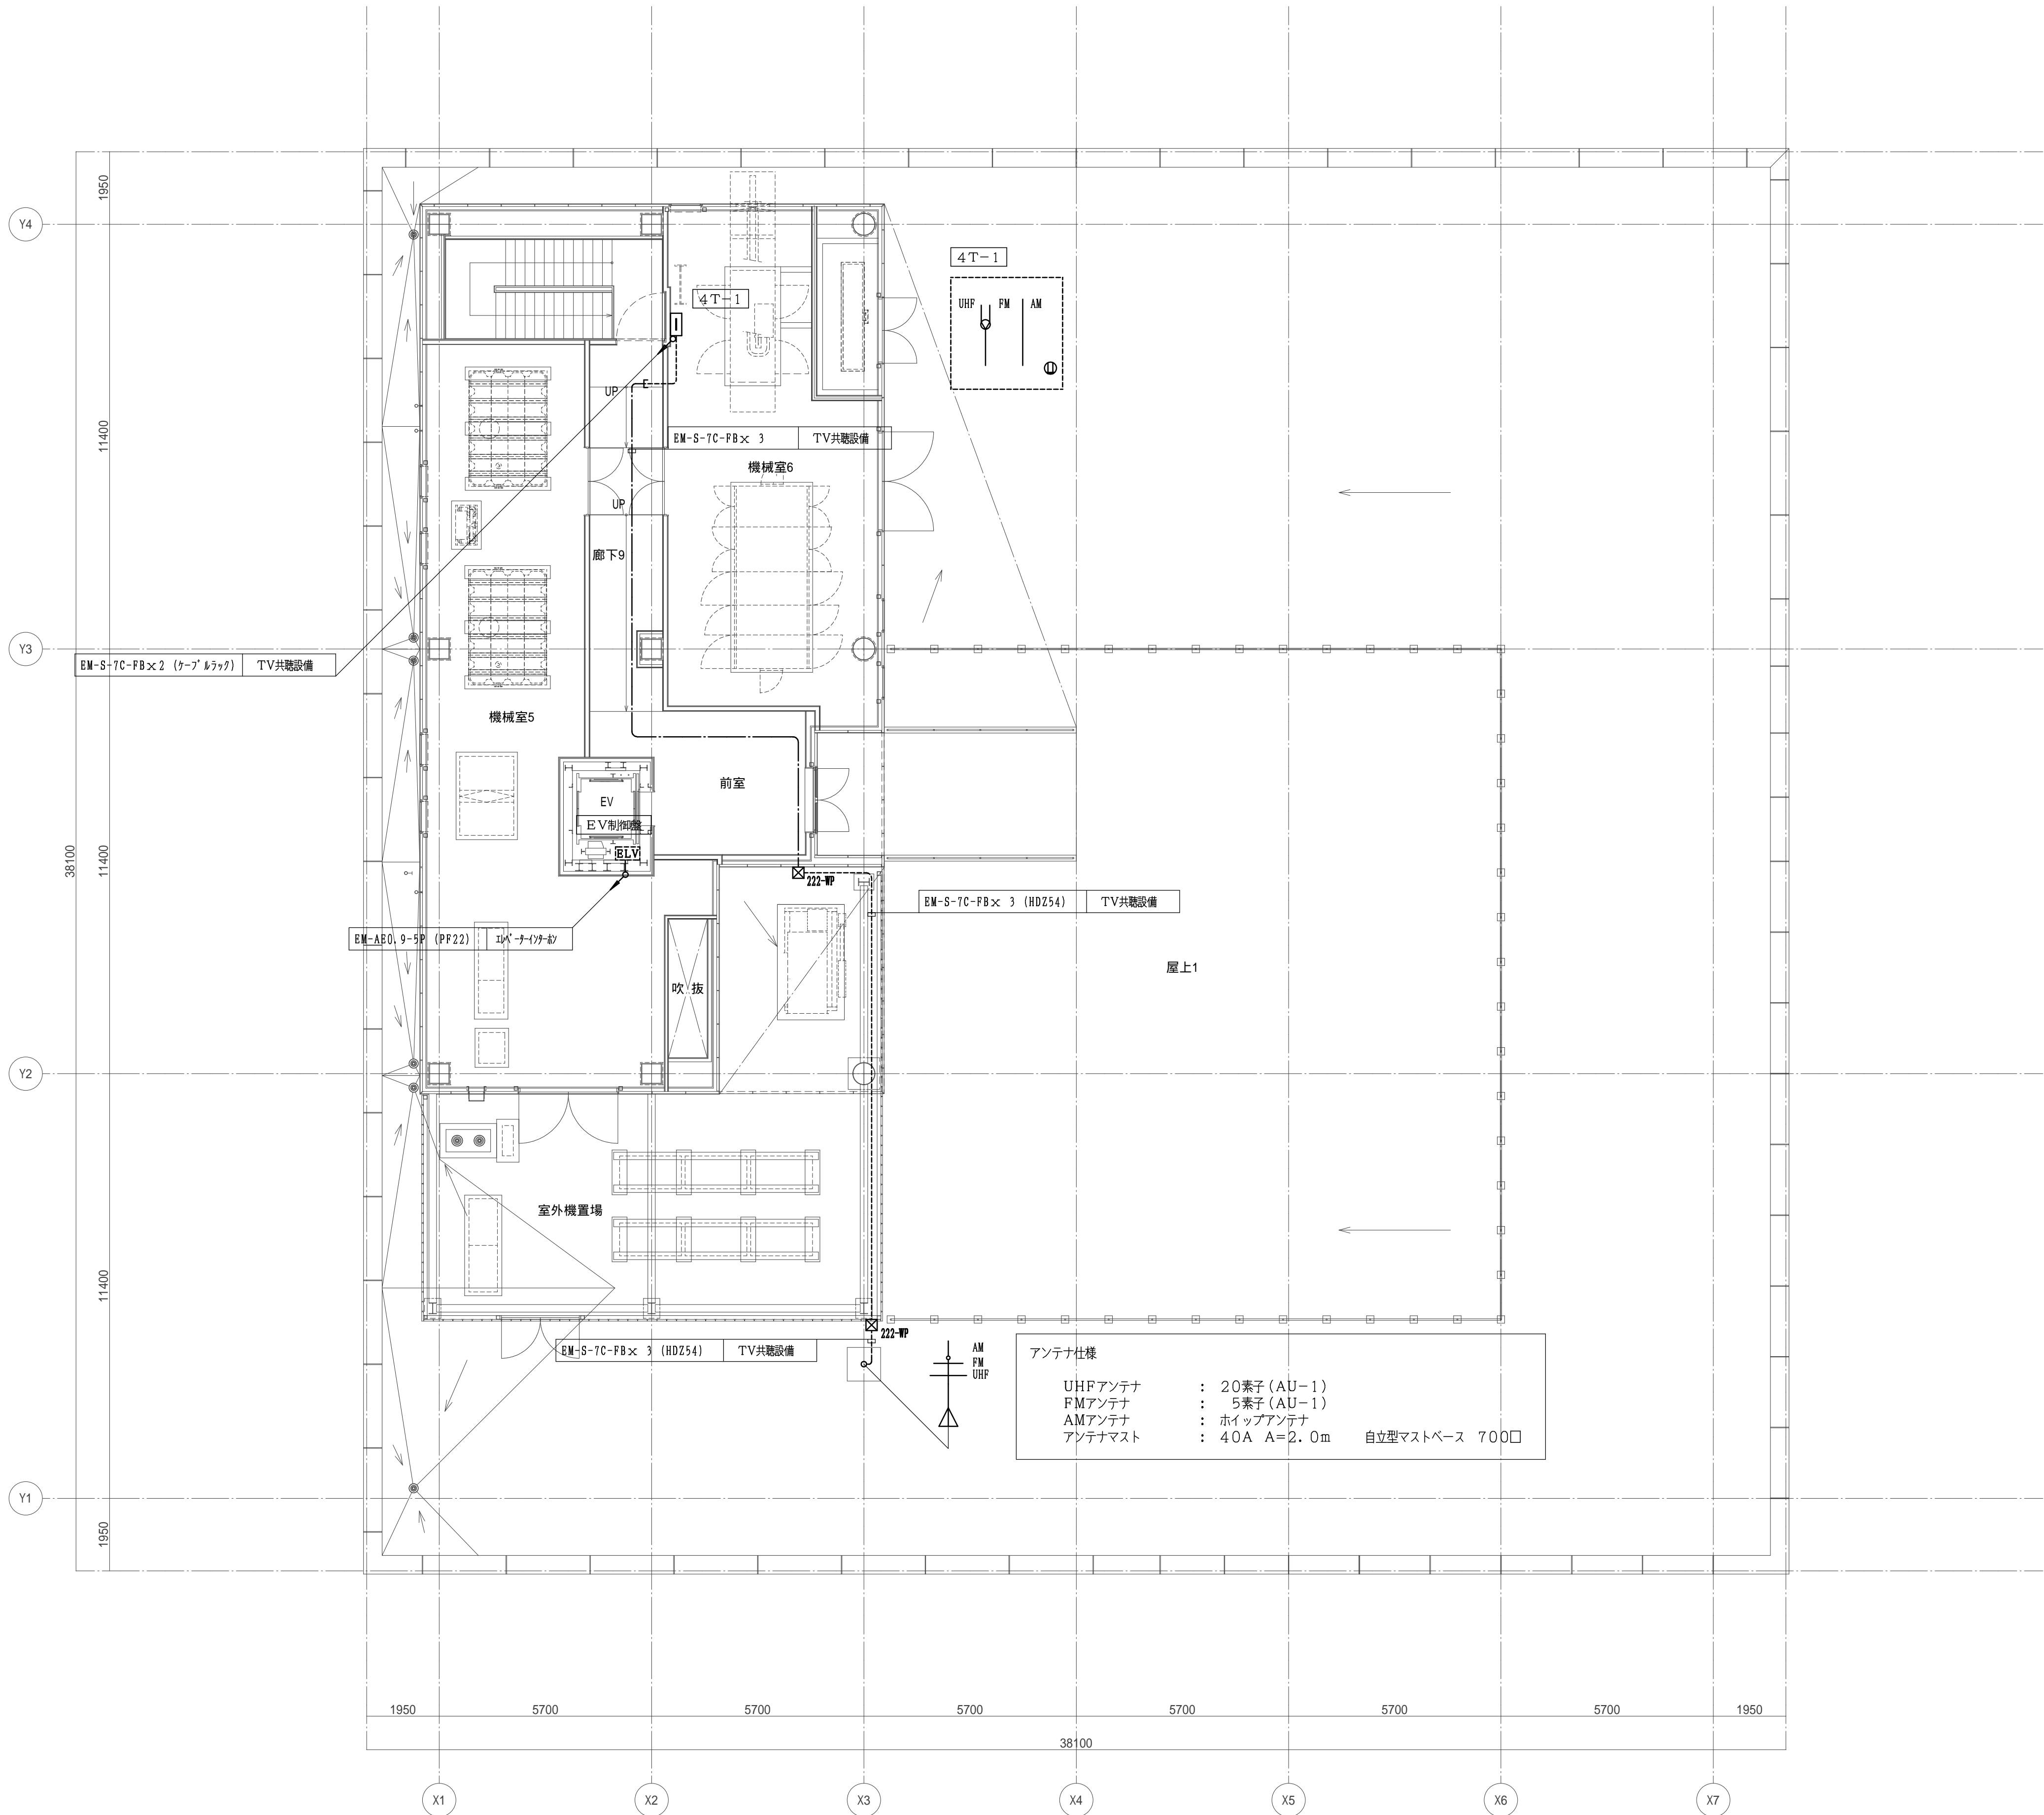 1950
Y4
4T-1
UHF
FM
AM
4T-1
UP
EM-S-7C-FB× 3
TV共聴設備
11400
機械室6
UP
廊下9
Y3
EM-S-7C-FB×2 (ケーブルラック)
TV共聴設備
機械室5
前室
EV
EV制御盤
ELV
38100
11400
222-WP
EM-S-7C-FB× 3 (HDZ54)
TV共聴設備
EM-AE0.9-5P (PF22)
エレベーターインターホン
屋上1
吹 抜
Y2
室外機置場
11400
222-WP
EM-S-7C-FB× 3 (HDZ54)
TV共聴設備
AM
FM
UHF
アンテナ仕様
UHFアンテナ : 20素子(AU-1)
FMアンテナ : 5素子(AU-1)
AMアンテナ : ホイップアンテナ
アンテナマスト : 40A A=2.0m 自立型マストベース 700□
Y1
1950
1950 5700 5700 5700 5700 5700 5700 1950
38100
X1 X2 X3 X4 X5 X6 X7